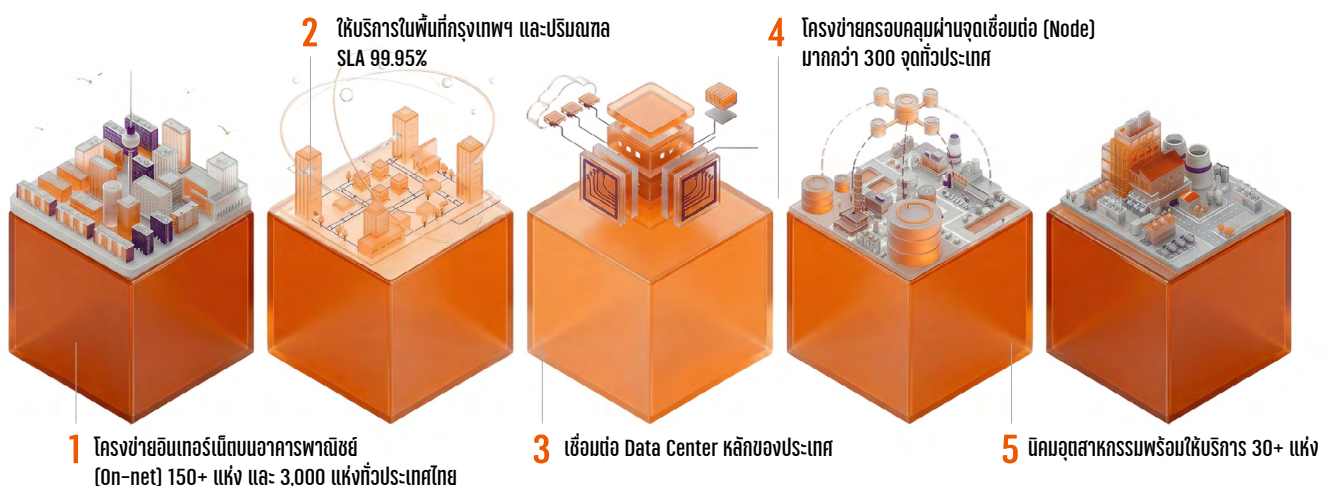 1
โครงข่ายอินเทอร์เน็ตบนอาคารพาณิชย์
(On-net) 150+ แห่ง และ 3,000 แห่งทั่วประเทศไทย
2
ให้บริการในพื้นที่กรุงเทพฯ และปริมณฑล
SLA 99.95%
3
เชื่อมต่อ Data Center หลักของประเทศ
4
โครงข่ายครอบคลุมผ่านจุดเชื่อมต่อ (Node)
มากกว่า 300 จุดทั่วประเทศ
5
นิคมอุตสาหกรรมพร้อมให้บริการ 30+ แห่ง